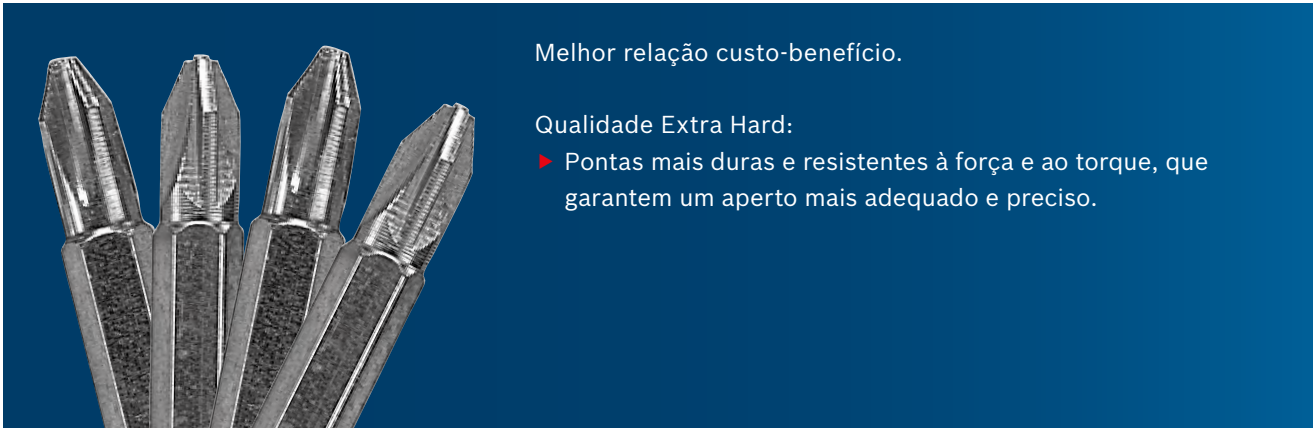 Melhor relação custo-benefício.
Qualidade Extra Hard:
Pontas mais duras e resistentes à força e ao torque, que
garantem um aperto mais adequado e preciso.